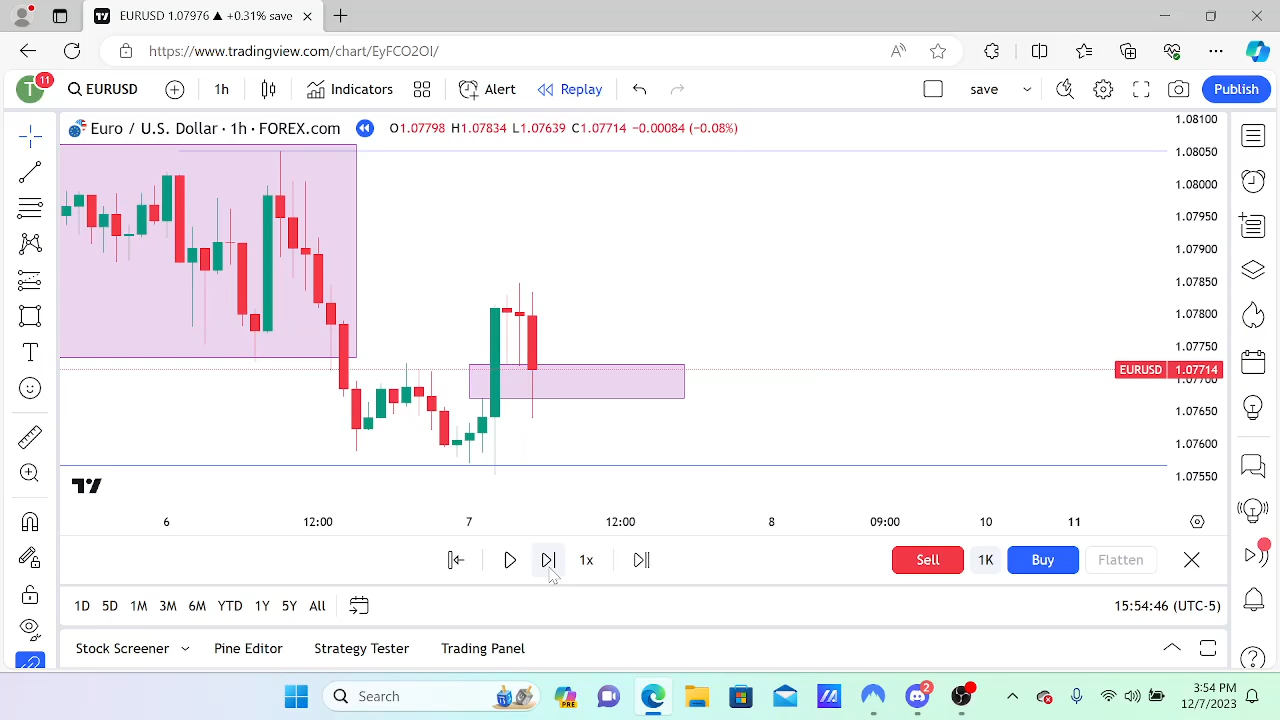 EURUSD 1.07976 ▲ +0.31% save
https://www.tradingview.com/chart/EyFCO2OI/
T 11 EURUSD 1h Indicators Alert Replay save Publish
Euro / U.S. Dollar · 1h · FOREX.com O1.07798 H1.07834 L1.07639 C1.07714 −0.00084 (−0.08%)
1.08100
1.08050
1.08000
1.07950
1.07900
1.07850
1.07800
1.07750
EURUSD 1.07714
1.07700
1.07650
1.07600
1.07550
6 12:00 7 12:00 8 09:00 10 11
1x Sell 1K Buy Flatten
1D 5D 1M 3M 6M YTD 1Y 5Y All 15:54:46 (UTC-5)
Stock Screener Pine Editor Strategy Tester Trading Panel
Search PRE 2 3:54 PM
12/7/2023